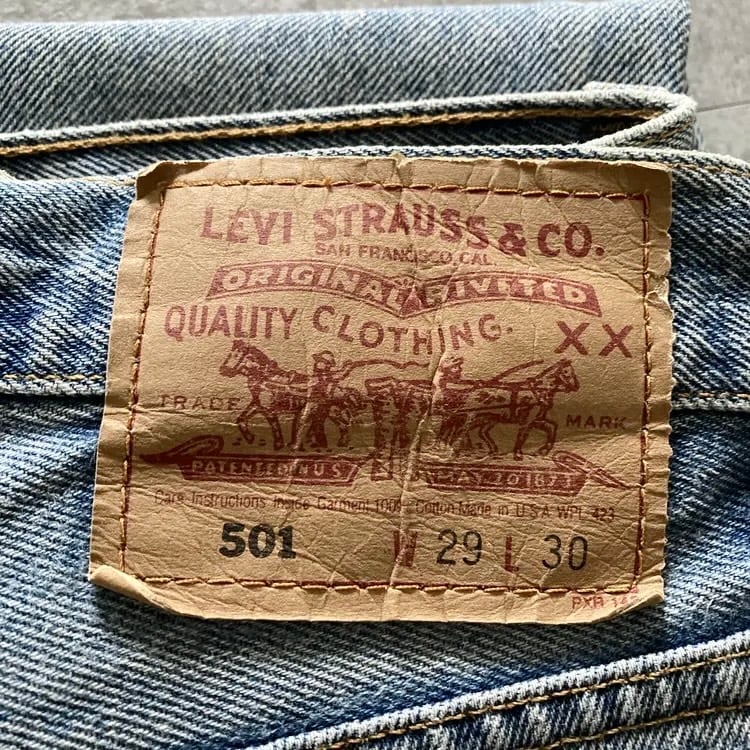 LEVI STRAUSS & CO.
SAN FRANCISCO, CAL.
ORIGINAL RIVETED
QUALITY CLOTHING. XX
TRADE MARK
PATENTED IN U.S. MAY 20 1873
Care Instructions Inside Garment 100% Cotton Made in U.S.A. WPL 423
501 W 29 L 30